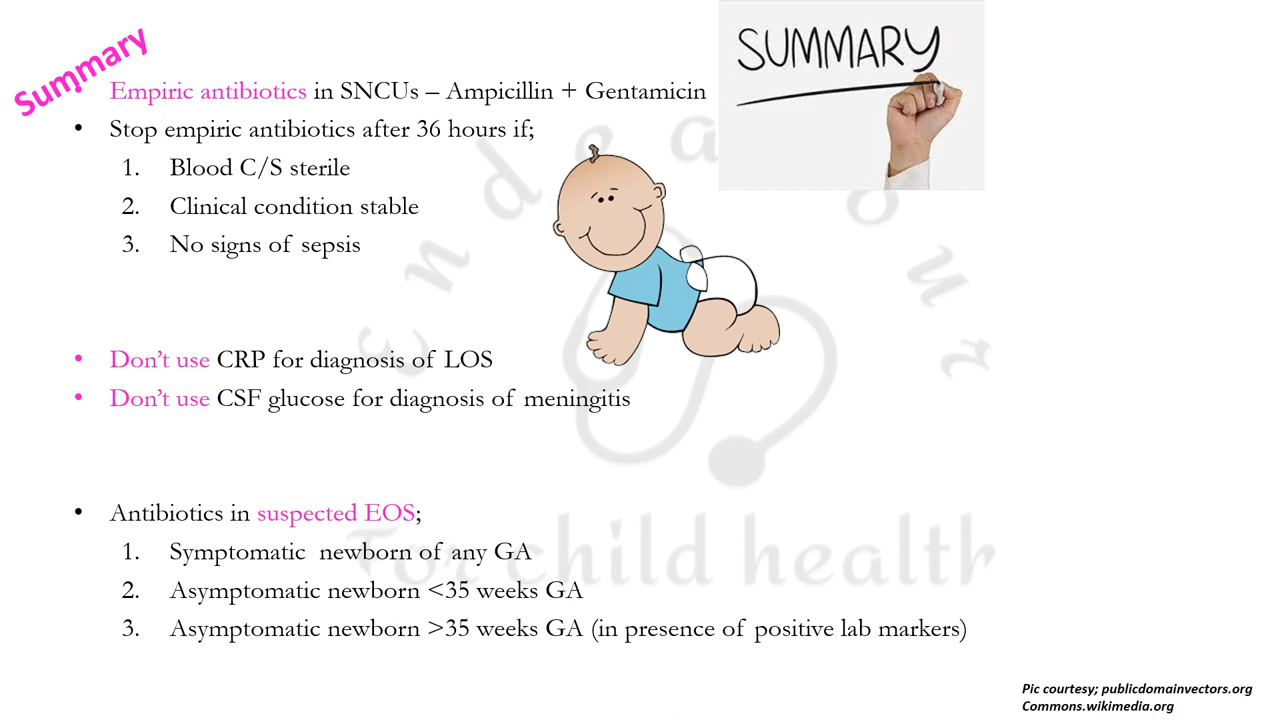 Summary
SUMMARY
• Empiric antibiotics in SNCUs – Ampicillin + Gentamicin
• Stop empiric antibiotics after 36 hours if;
1. Blood C/S sterile
2. Clinical condition stable
3. No signs of sepsis
• Don't use CRP for diagnosis of LOS
• Don't use CSF glucose for diagnosis of meningitis
• Antibiotics in suspected EOS;
1. Symptomatic newborn of any GA
2. Asymptomatic newborn <35 weeks GA
3. Asymptomatic newborn >35 weeks GA (in presence of positive lab markers)
Endeavour
For child health
Pic courtesy; publicdomainvectors.org
Commons.wikimedia.org